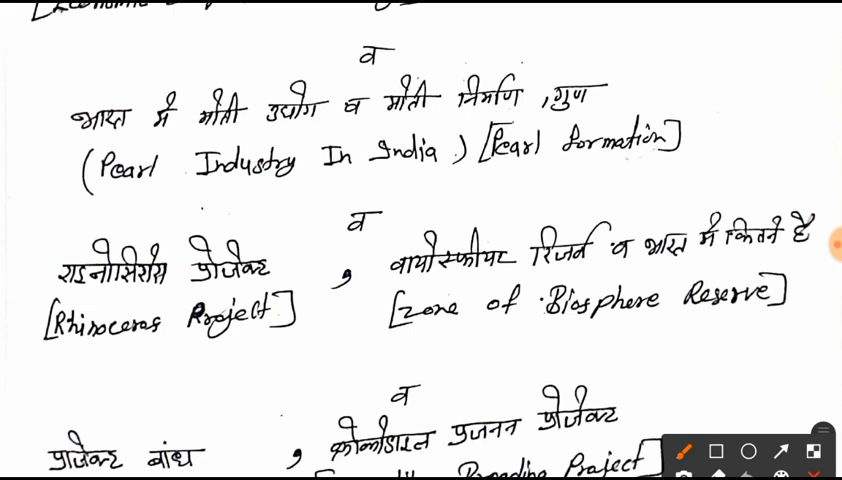 [Economic
व
भारत में मोती उद्योग व मोती निर्माण, गुण
(Pearl Industry In India) [Pearl formation]
व
राइनोसिरोस प्रोजेक्ट , बायोस्फीयर रिजर्व व भारत में कितने है
[Rhinoceros Project] [zone of Biosphere Reserve]
व
प्रोजेक्ट बांध , क्रोकोडाइल प्रजनन प्रोजेक्ट
Breeding Project]